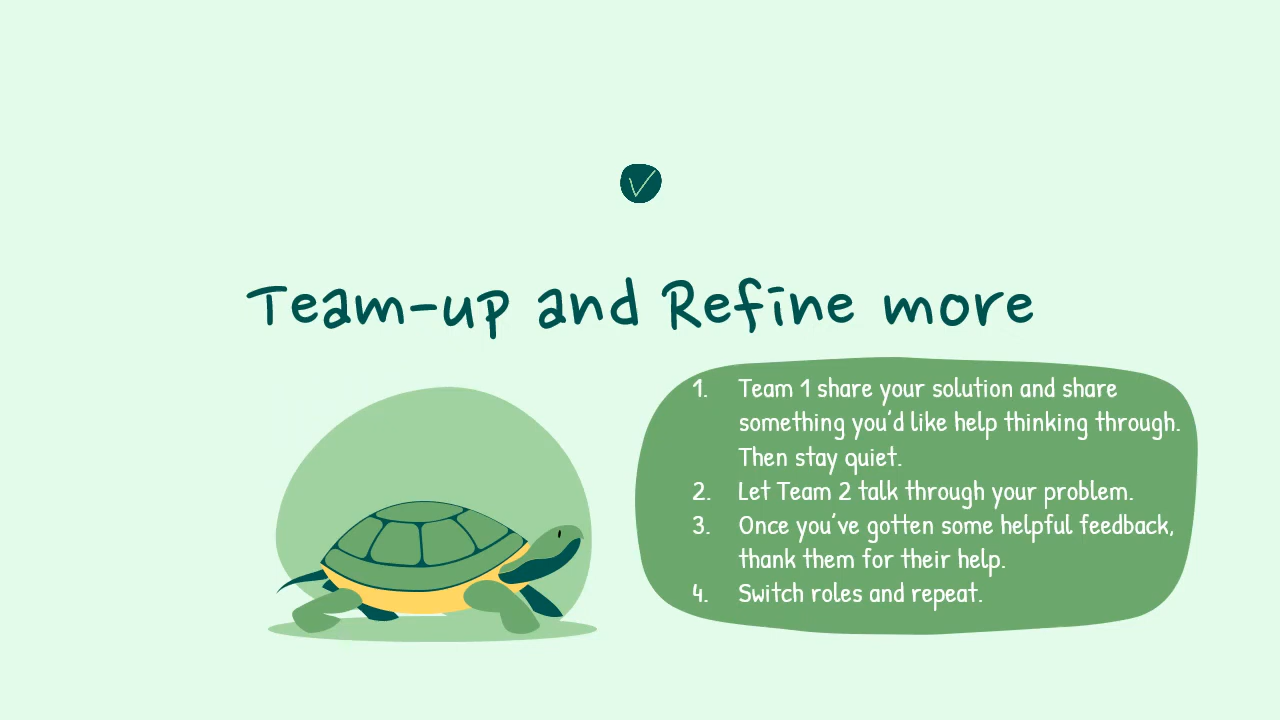 Team-up and Refine more
1. Team 1 share your solution and share
something you'd like help thinking through.
Then stay quiet.
2. Let Team 2 talk through your problem.
3. Once you've gotten some helpful feedback,
thank them for their help.
4. Switch roles and repeat.